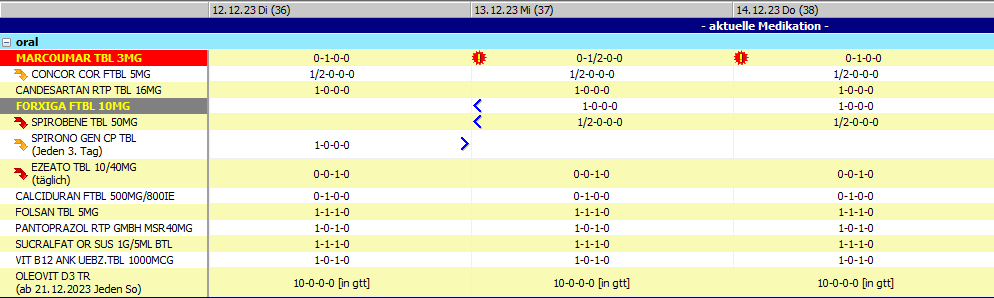 12.12.23 Di (36) 13.12.23 Mi (37) 14.12.23 Do (38)
- aktuelle Medikation -
oral
MARCOUMAR TBL 3MG 0-1-0-0 0-1/2-0-0 0-1-0-0
CONCOR COR FTBL 5MG 1/2-0-0-0 1/2-0-0-0 1/2-0-0-0
CANDESARTAN RTP TBL 16MG 1-0-0-0 1-0-0-0 1-0-0-0
FORXIGA FTBL 10MG 1-0-0-0 1-0-0-0
SPIROBENE TBL 50MG 1/2-0-0-0 1/2-0-0-0
SPIRONO GEN CP TBL
(Jeden 3. Tag) 1-0-0-0
EZEATO TBL 10/40MG
(täglich) 0-0-1-0 0-0-1-0 0-0-1-0
CALCIDURAN FTBL 500MG/800IE 0-1-0-0 0-1-0-0 0-1-0-0
FOLSAN TBL 5MG 1-1-1-0 1-1-1-0 1-1-1-0
PANTOPRAZOL RTP GMBH MSR40MG 1-0-1-0 1-0-1-0 1-0-1-0
SUCRALFAT OR SUS 1G/5ML BTL 1-1-1-0 1-1-1-0 1-1-1-0
VIT B12 ANK UEBZ.TBL 1000MCG 1-0-1-0 1-0-1-0 1-0-1-0
OLEOVIT D3 TR
(ab 21.12.2023 Jeden So) 10-0-0-0 [in gtt] 10-0-0-0 [in gtt] 10-0-0-0 [in gtt]